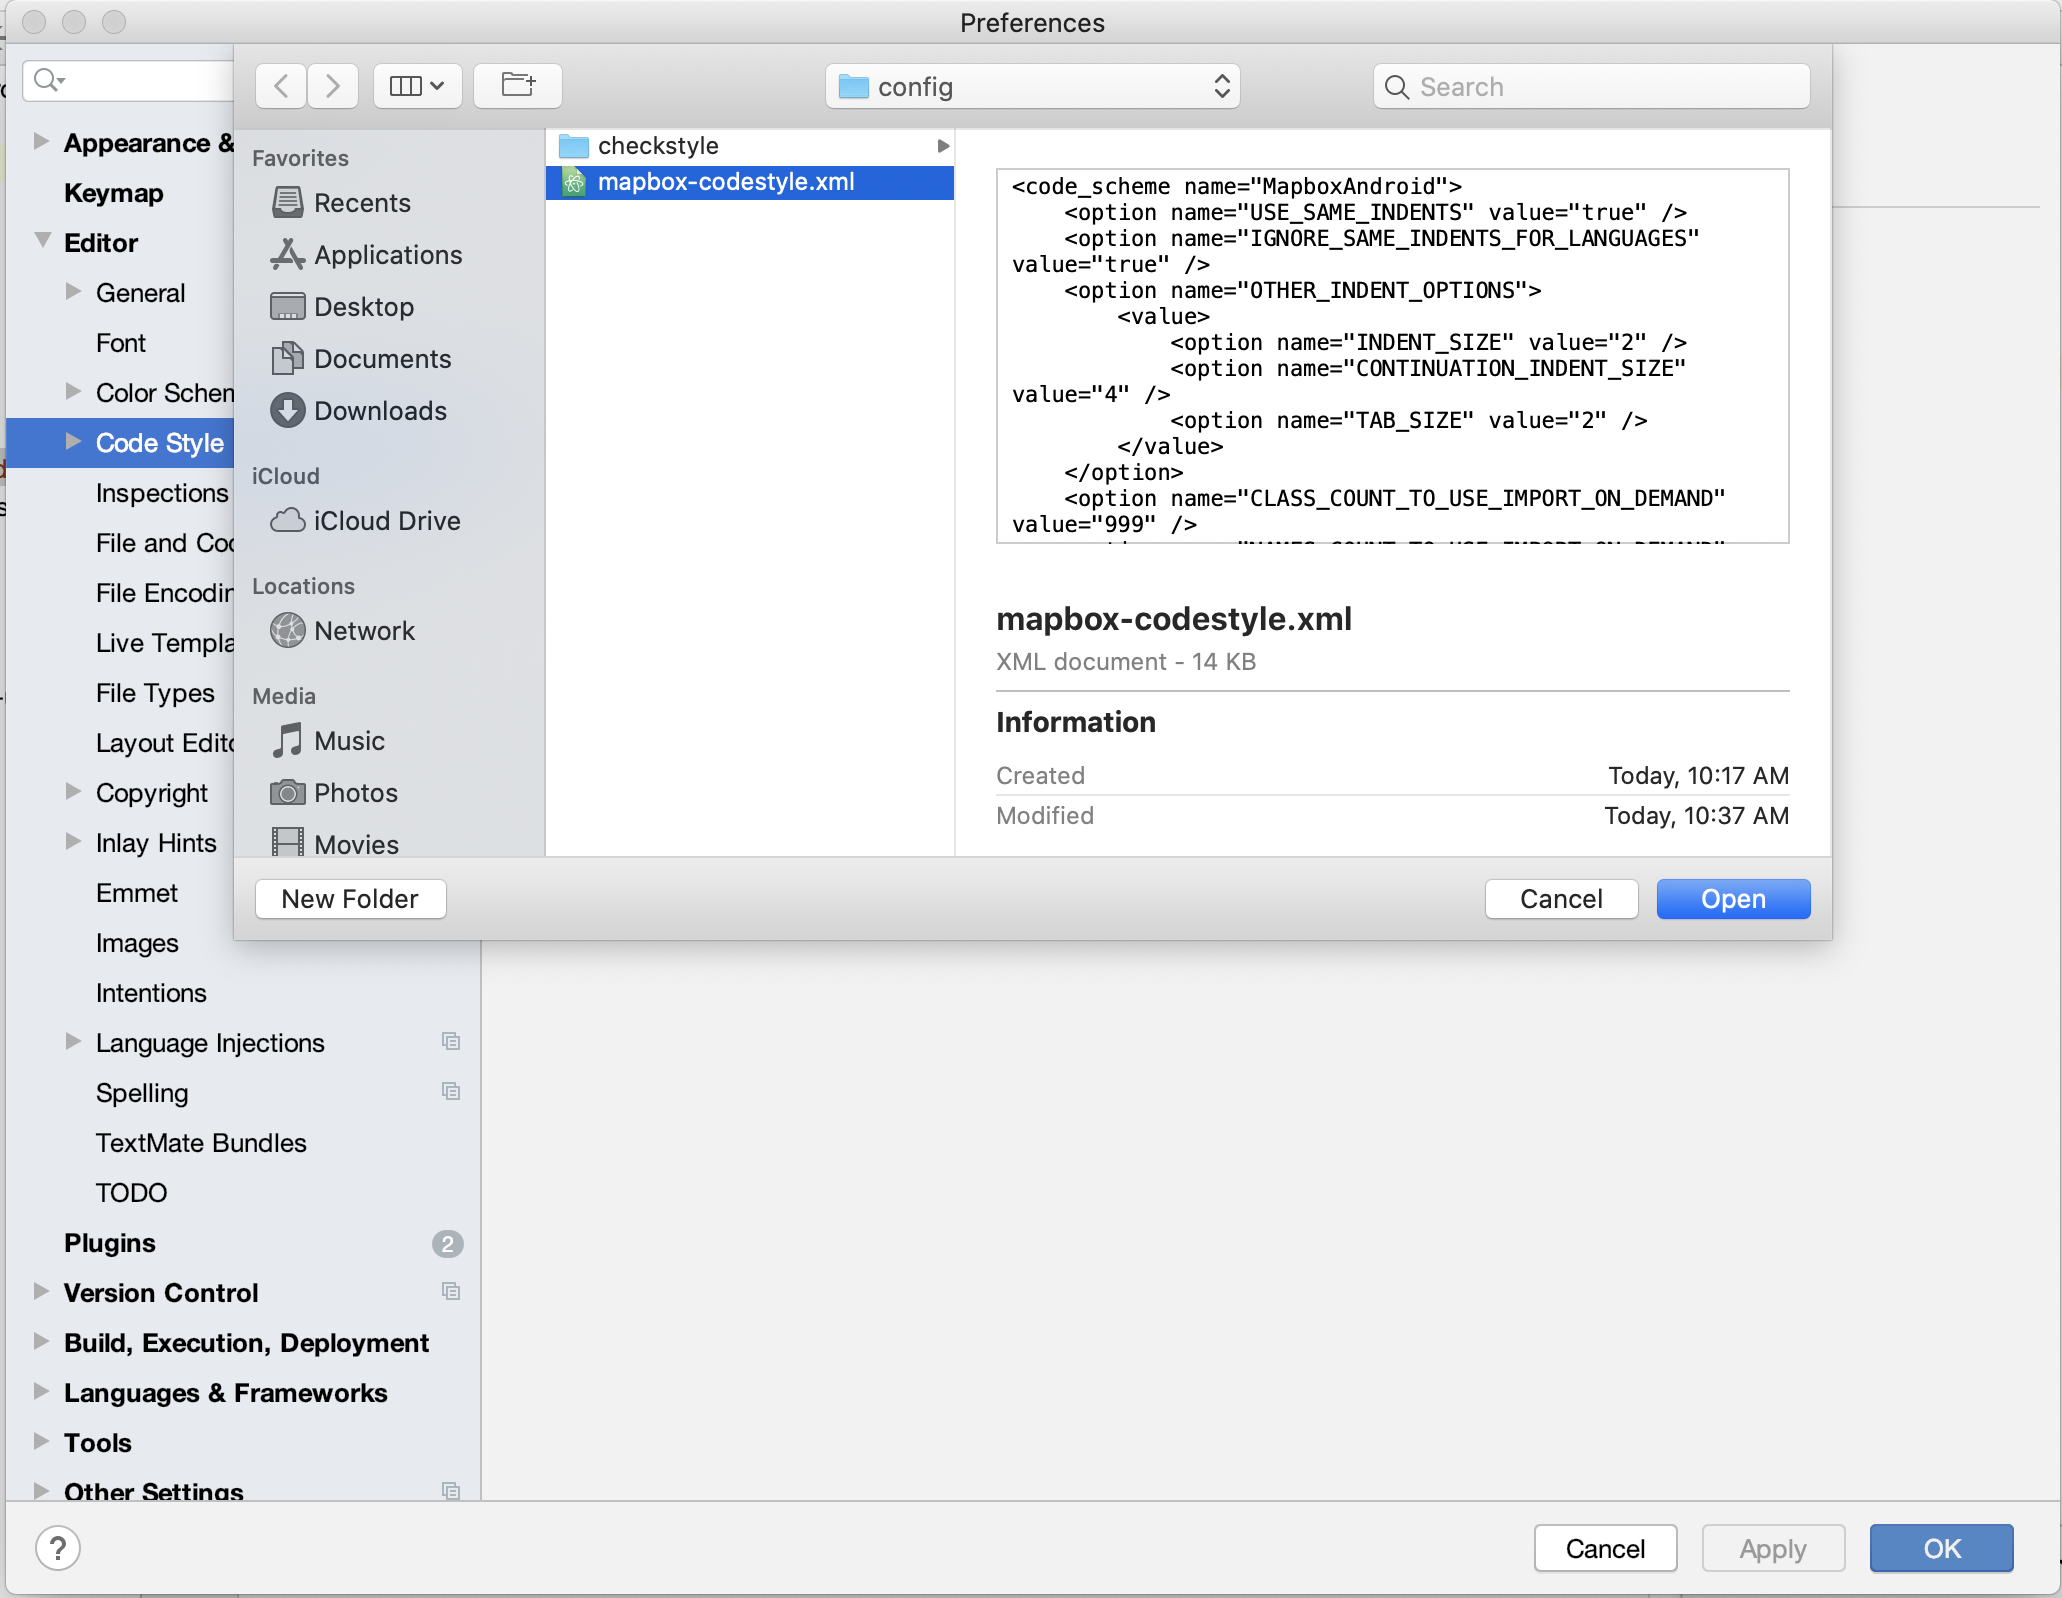 Preferences
config
Search
Appearance &
Keymap
Editor
General
Font
Color Schem
Code Style
Inspections
File and Co
File Encodin
Live Templa
File Types
Layout Edit
Copyright
Inlay Hints
Emmet
Images
Intentions
Language Injections
Spelling
TextMate Bundles
TODO
Plugins
2
Version Control
Build, Execution, Deployment
Languages & Frameworks
Tools
Other Settings
Favorites
Recents
Applications
Desktop
Documents
Downloads
iCloud
iCloud Drive
Locations
Network
Media
Music
Photos
Movies
checkstyle
mapbox-codestyle.xml
<code_scheme name="MapboxAndroid">
<option name="USE_SAME_INDENTS" value="true" />
<option name="IGNORE_SAME_INDENTS_FOR_LANGUAGES"
value="true" />
<option name="OTHER_INDENT_OPTIONS">
<value>
<option name="INDENT_SIZE" value="2" />
<option name="CONTINUATION_INDENT_SIZE"
value="4" />
<option name="TAB_SIZE" value="2" />
</value>
</option>
<option name="CLASS_COUNT_TO_USE_IMPORT_ON_DEMAND"
value="999" />
mapbox-codestyle.xml
XML document - 14 KB
Information
Created Today, 10:17 AM
Modified Today, 10:37 AM
New Folder
Cancel
Open
?
Cancel
Apply
OK